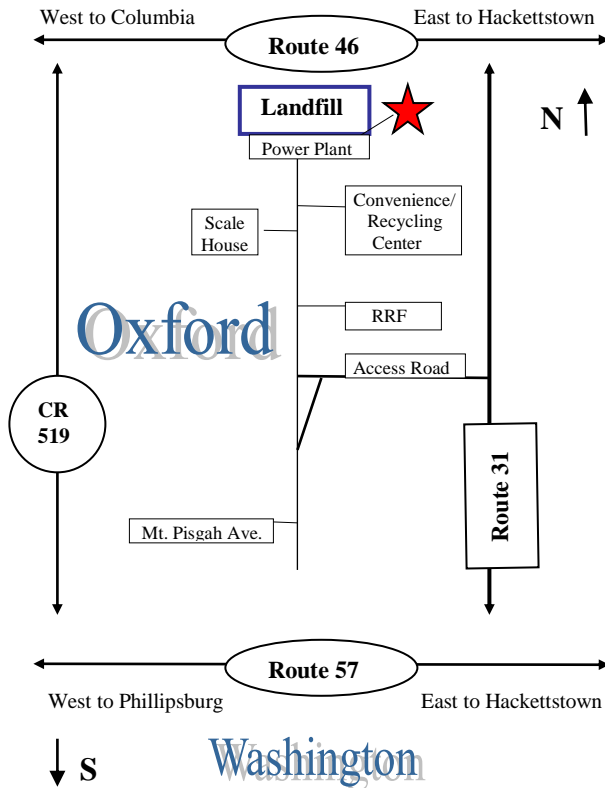 West to Columbia
East to Hackettstown
Route 46
Landfill
N
Power Plant
Convenience/
Recycling
Center
Scale
House
Oxford
RRF
Access Road
CR
519
Route 31
Mt. Pisgah Ave.
Route 57
West to Phillipsburg
East to Hackettstown
S
Washington